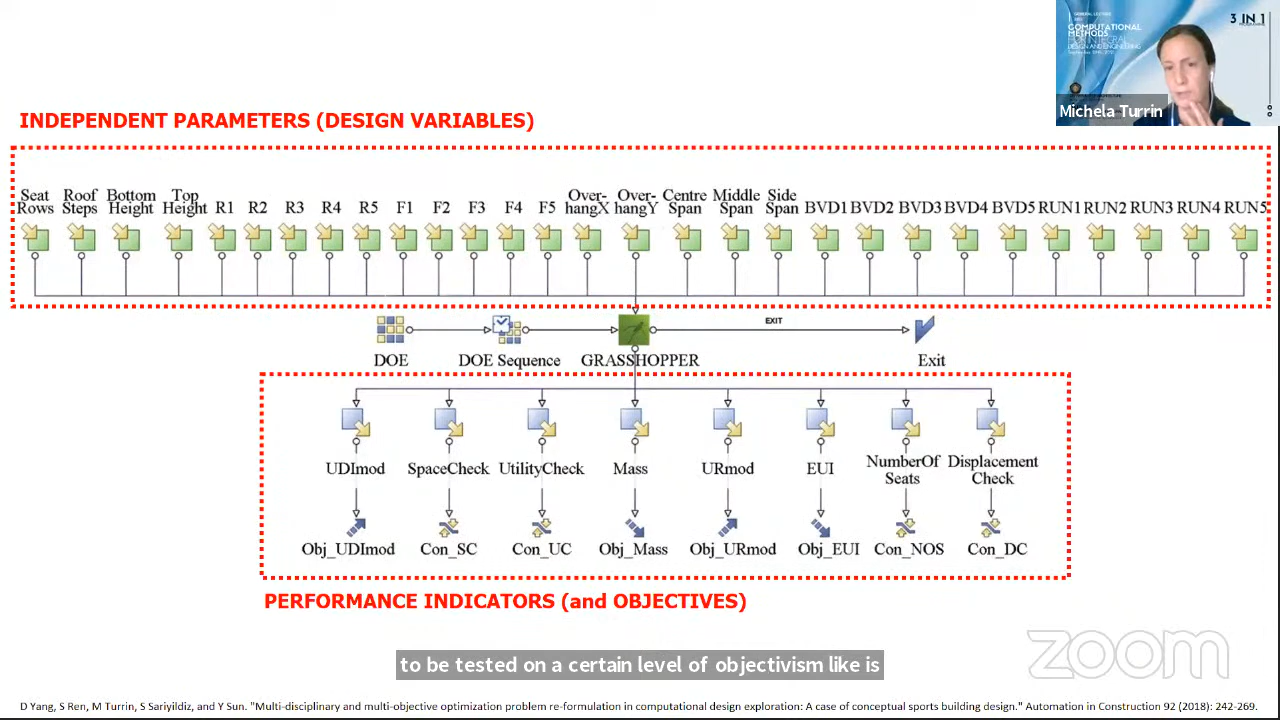 GENERAL LECTURE
COMPUTATIONAL
METHODS
FOR INTEGRAL
DESIGN AND ENGINEERING
3 IN 1
Michela Turrin
INDEPENDENT PARAMETERS (DESIGN VARIABLES)
Seat Rows
Roof Steps
Bottom Height
Top Height
R1
R2
R3
R4
R5
F1
F2
F3
F4
F5
Over-hangX
Over-hangY
Centre Span
Middle Span
Side Span
BVD1
BVD2
BVD3
BVD4
BVD5
RUN1
RUN2
RUN3
RUN4
RUN5
EXIT
DOE
DOE Sequence
GRASSHOPPER
Exit
UDImod
SpaceCheck
UtilityCheck
Mass
URmod
EUI
NumberOf Seats
Displacement Check
Obj_UDImod
Con_SC
Con_UC
Obj_Mass
Obj_URmod
Obj_EUI
Con_NOS
Con_DC
PERFORMANCE INDICATORS (and OBJECTIVES)
zoom
to be tested on a certain level of objectivism like is
D Yang, S Ren, M Turrin, S Sariyildiz, and Y Sun. "Multi-disciplinary and multi-objective optimization problem re-formulation in computational design exploration: A case of conceptual sports building design." Automation in Construction 92 (2018): 242-269.